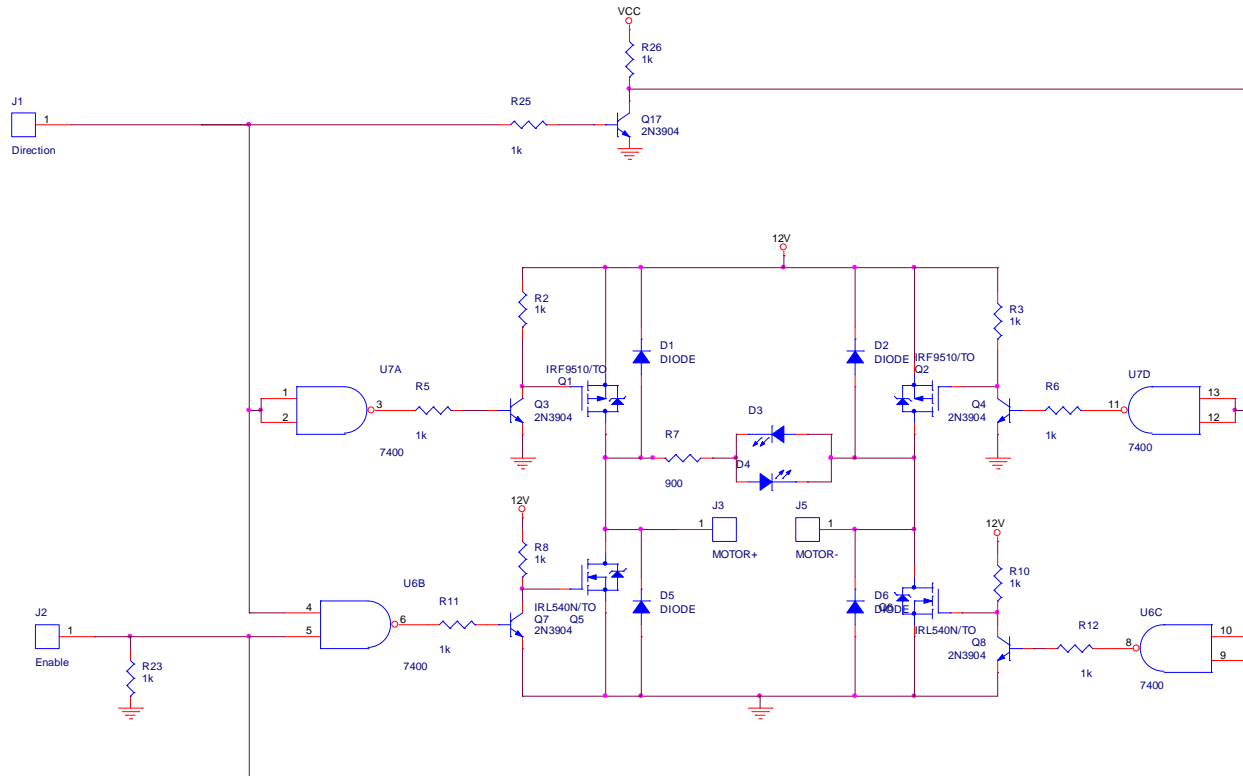 VCC
R26
1k
J1
1
Direction
R25
1k
Q17
2N3904
12V
R2
1k
R3
1k
D1
DIODE
D2
DIODE
IRF9510/TO
Q1
IRF9510/TO
Q2
U7A
1
2
3
7400
R5
1k
Q3
2N3904
D3
R7
900
D4
Q4
2N3904
R6
1k
U7D
11
13
12
7400
12V
R8
1k
J3
1
MOTOR+
J5
1
MOTOR-
12V
R10
1k
U6B
4
5
6
7400
R11
1k
IRL540N/TO
Q7
Q5
2N3904
D5
DIODE
D6
DIODE
Q6
IRL540N/TO
Q8
2N3904
R12
1k
U6C
8
10
9
7400
J2
1
Enable
R23
1k